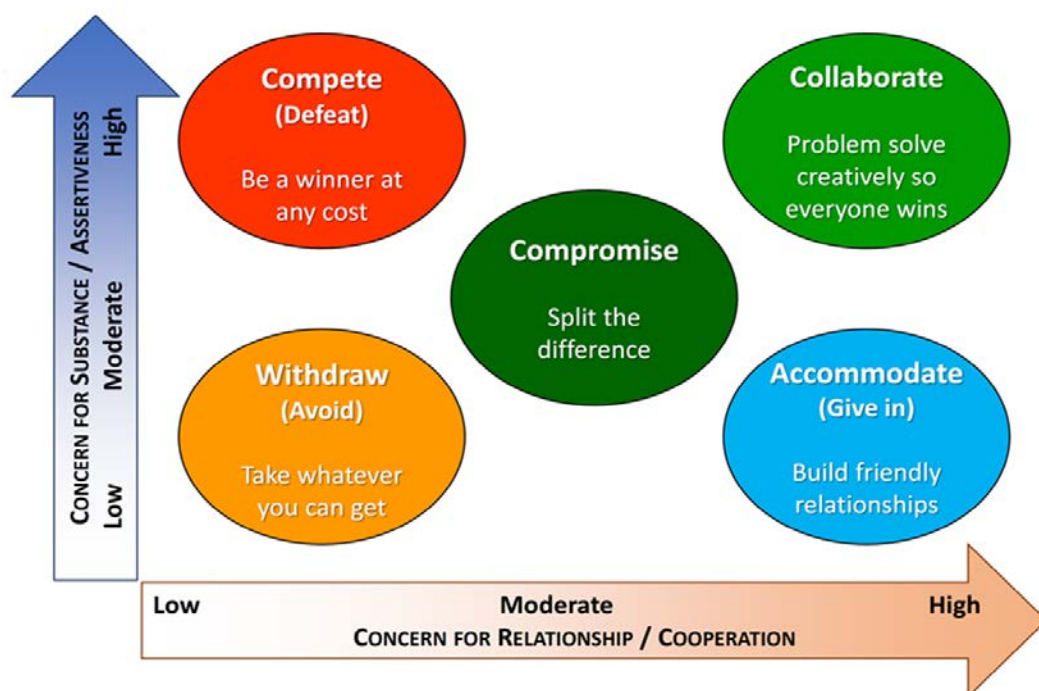 Compete
(Defeat)
Be a winner at
any cost
Collaborate
Problem solve
creatively so
everyone wins
Compromise
Split the
difference
Withdraw
(Avoid)
Take whatever
you can get
Accommodate
(Give in)
Build friendly
relationships
CONCERN FOR SUBSTANCE / ASSERTIVENESS
Low Moderate High
Low Moderate High
CONCERN FOR RELATIONSHIP / COOPERATION